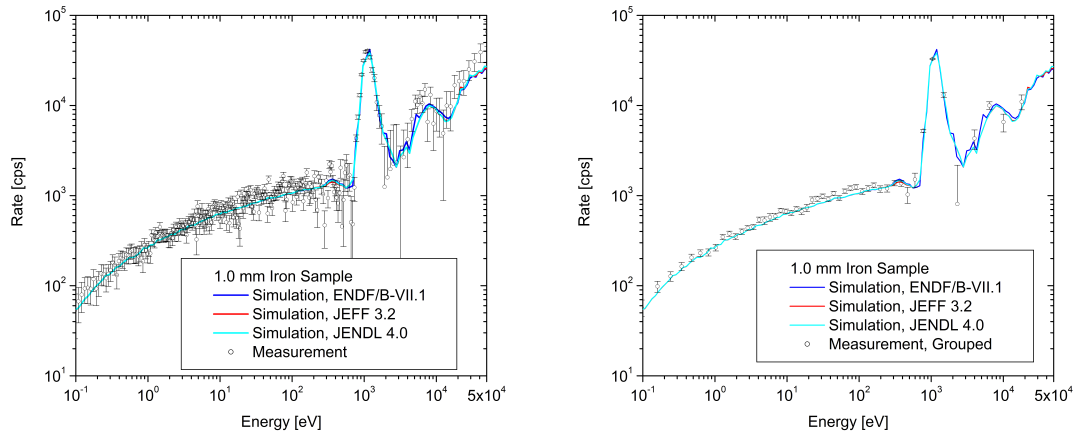 10^5
10^4
10^3
10^2
10^1
Rate [cps]
1.0 mm Iron Sample
Simulation, ENDF/B-VII.1
Simulation, JEFF 3.2
Simulation, JENDL 4.0
Measurement
10^-1 10^0 10^1 10^2 10^3 10^4 5x10^4
Energy [eV]
10^5
10^4
10^3
10^2
10^1
Rate [cps]
1.0 mm Iron Sample
Simulation, ENDF/B-VII.1
Simulation, JEFF 3.2
Simulation, JENDL 4.0
Measurement, Grouped
10^-1 10^0 10^1 10^2 10^3 10^4 5x10^4
Energy [eV]